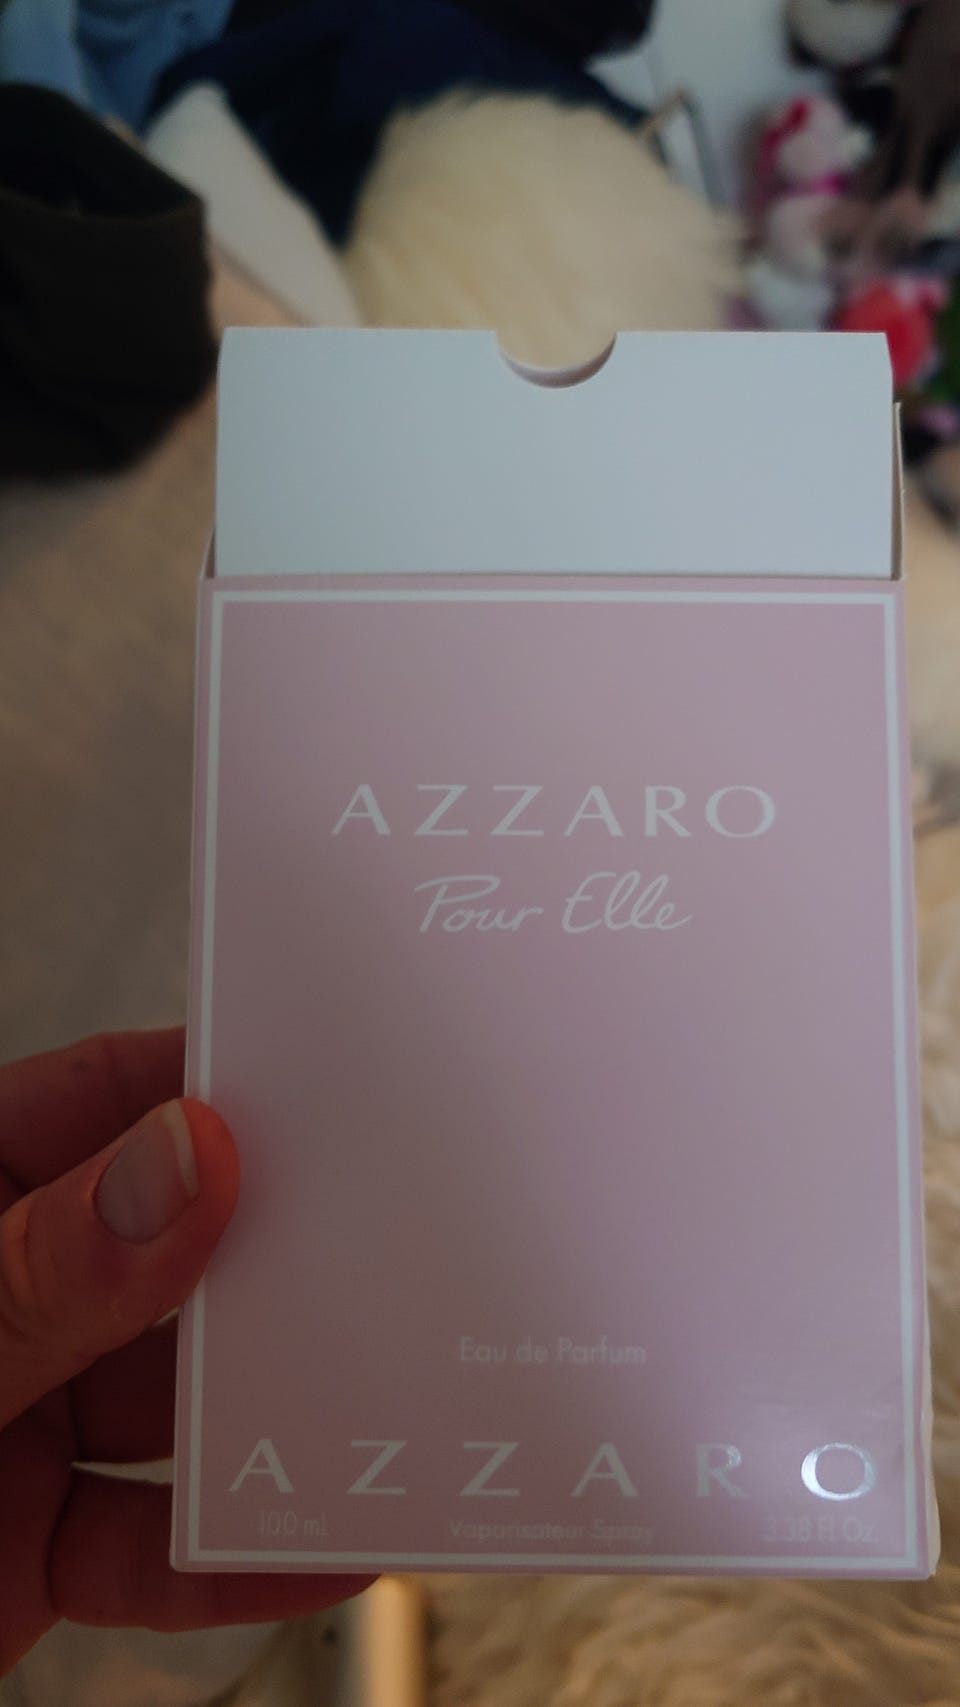 AZZARO
Pour Elle
Eau de Parfum
AZZARO
100 ml Vaporisateur Spray 3.38 Fl. Oz.